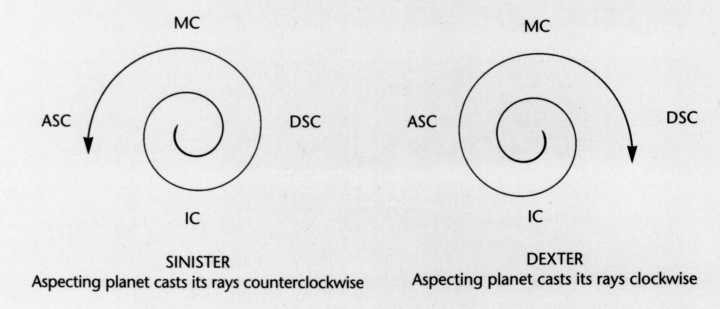 MC
ASC
DSC
IC
SINISTER
Aspecting planet casts its rays counterclockwise
MC
ASC
DSC
IC
DEXTER
Aspecting planet casts its rays clockwise